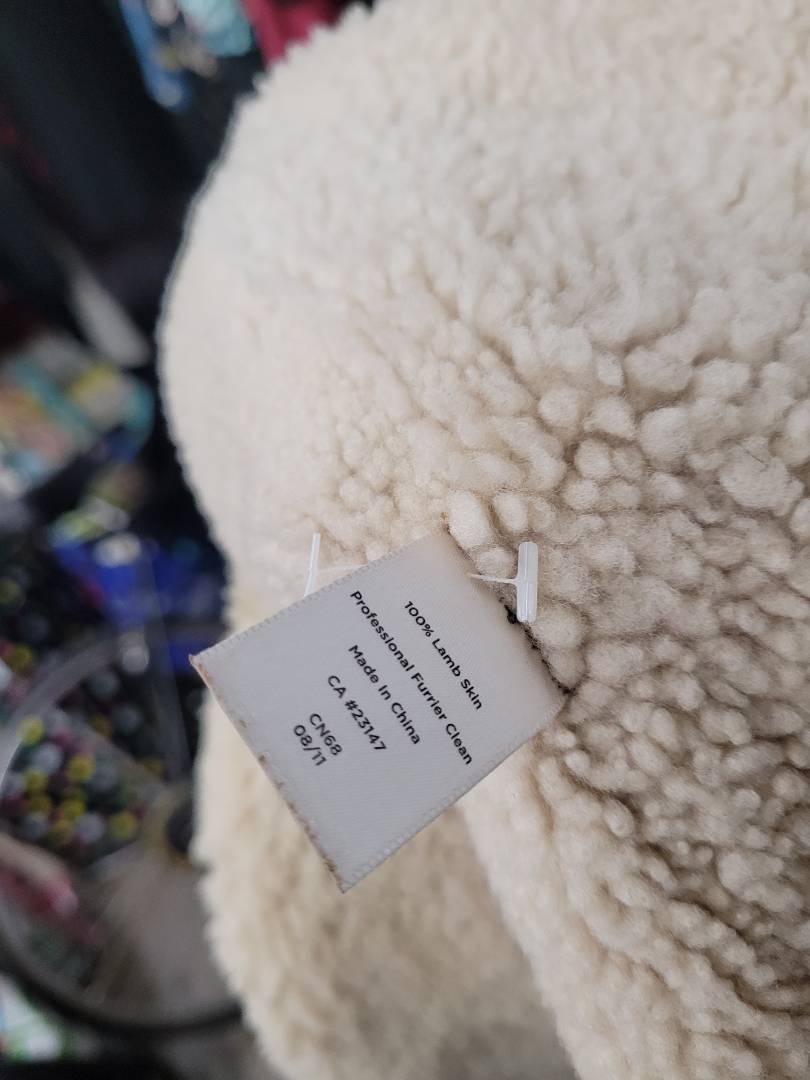 100% Lamb Skin
Professional Furrier Clean
Made In China
CA #23147
CN68
08/11